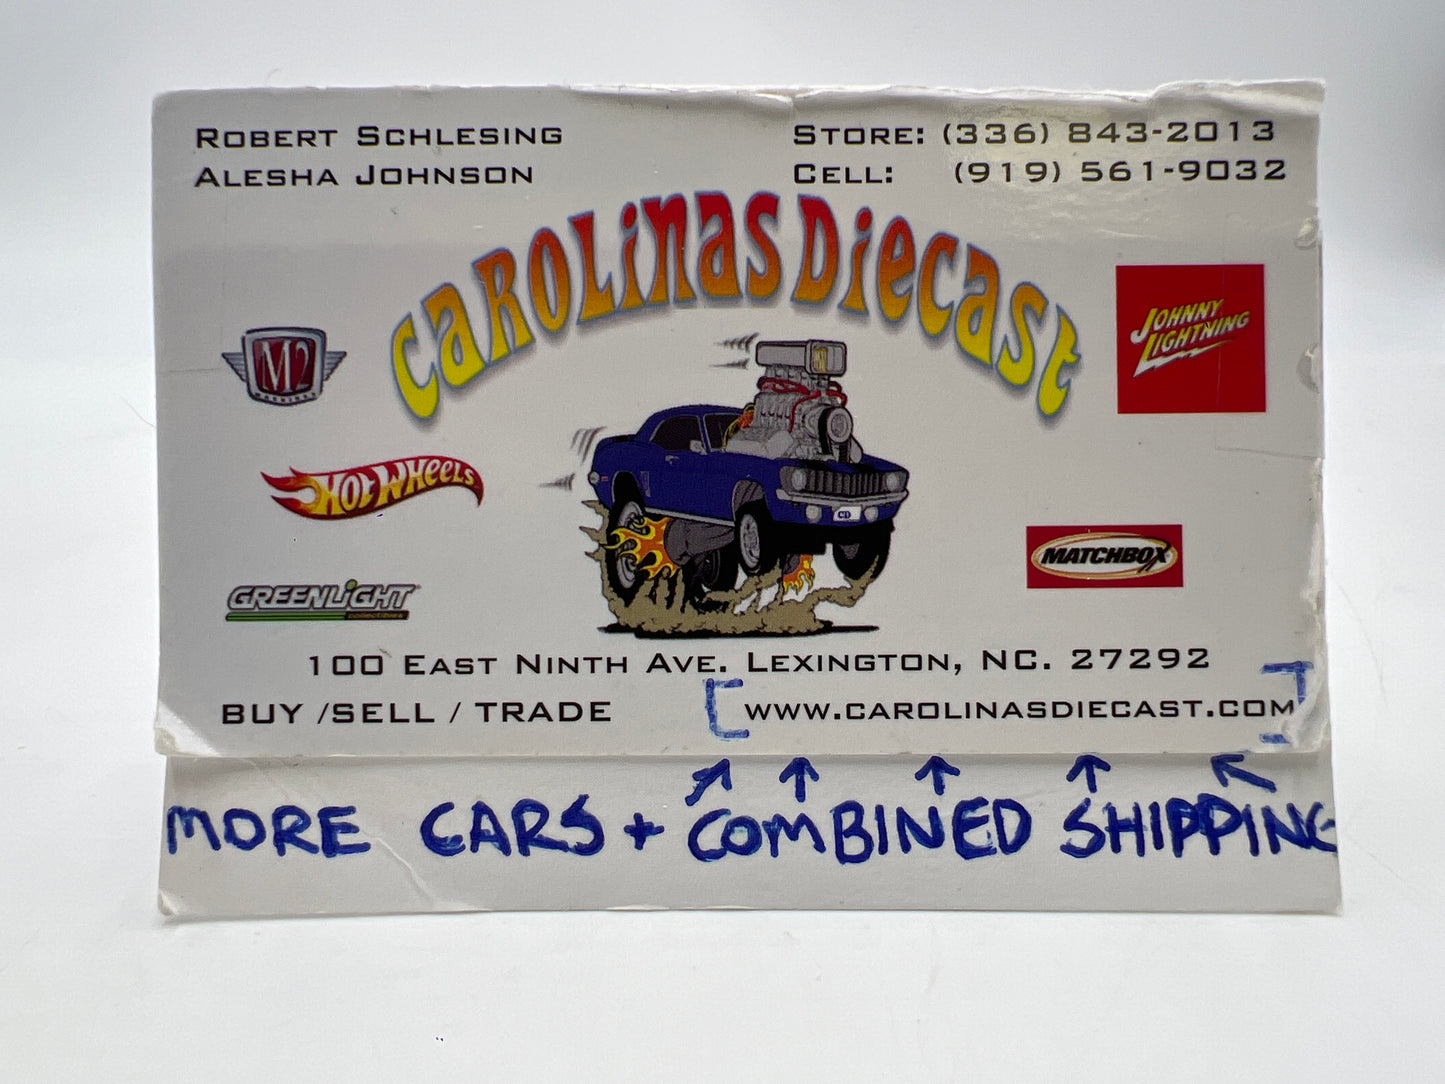 ROBERT SCHLESING
ALESHA JOHNSON
STORE: (336) 843-2013
CELL: (919) 561-9032
CAROLINAS DIECAST
M2
MACHINES
JOHNNY LIGHTNING
HOT WHEELS
CD
MATCHBOX
GREENLIGHT
collectibles
100 EAST NINTH AVE. LEXINGTON, NC. 27292
BUY /SELL / TRADE
WWW.CAROLINASDIECAST.COM
MORE CARS + COMBINED SHIPPING